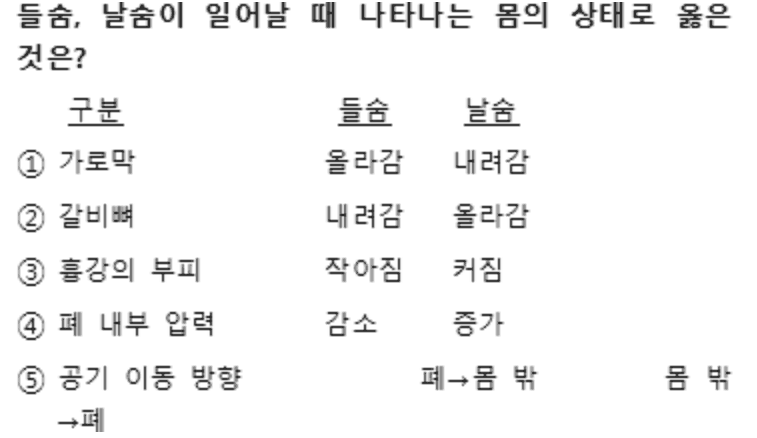 들숨, 날숨이 일어날 때 나타나는 몸의 상태로 옳은
것은?
구분 들숨 날숨
① 가로막 올라감 내려감
② 갈비뼈 내려감 올라감
③ 흉강의 부피 작아짐 커짐
④ 폐 내부 압력 감소 증가
⑤ 공기 이동 방향 폐→몸 밖 몸 밖
→폐